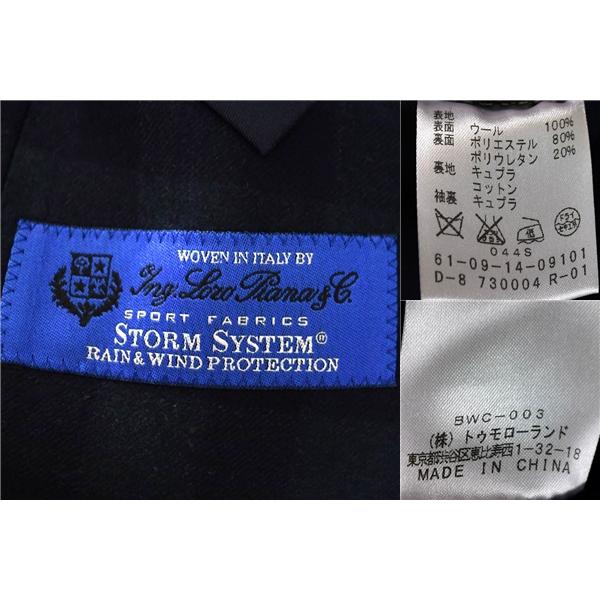 WOVEN IN ITALY BY
Ing. Loro Piana & C.
SPORT FABRICS
STORM SYSTEM®
RAIN & WIND PROTECTION
表地
表面 ウール 100%
裏面 ポリエステル 80%
ポリウレタン 20%
裏地 キュプラ
コットン
袖裏 キュプラ
ドライ
セキユ系
044S
61-09-14-09101
D-8 730004 R-01
BWC-003
(株)トゥモローランド
東京都渋谷区恵比寿西1-32-18
MADE IN CHINA